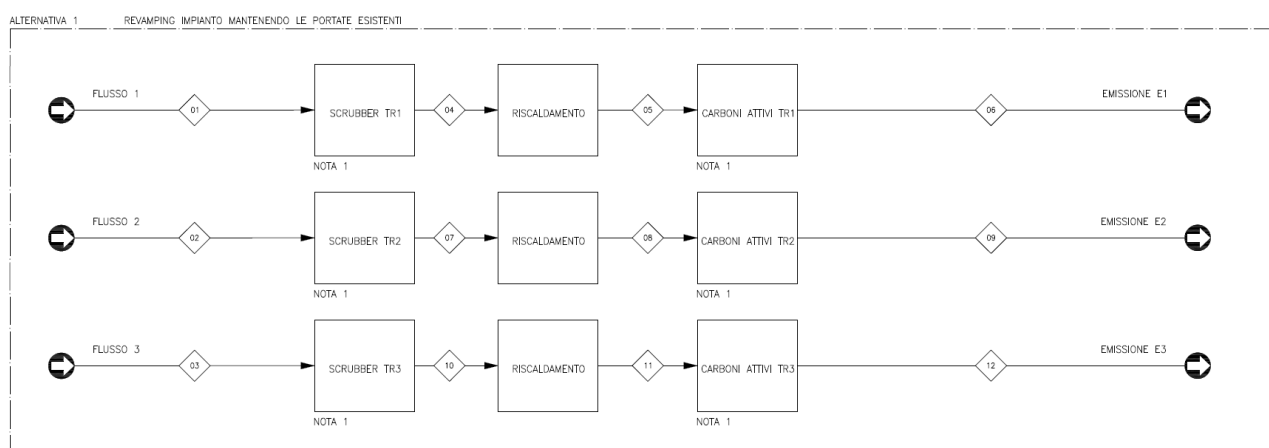 ALTERNATIVA 1 REVAMPING IMPIANTO MANTENENDO LE PORTATE ESISTENTI
FLUSSO 1
01
SCRUBBER TR1
04
RISCALDAMENTO
05
CARBONI ATTIVI TR1
06
EMISSIONE E1
NOTA 1
NOTA 1
FLUSSO 2
02
SCRUBBER TR2
07
RISCALDAMENTO
08
CARBONI ATTIVI TR2
09
EMISSIONE E2
NOTA 1
NOTA 1
FLUSSO 3
03
SCRUBBER TR3
10
RISCALDAMENTO
11
CARBONI ATTIVI TR3
12
EMISSIONE E3
NOTA 1
NOTA 1